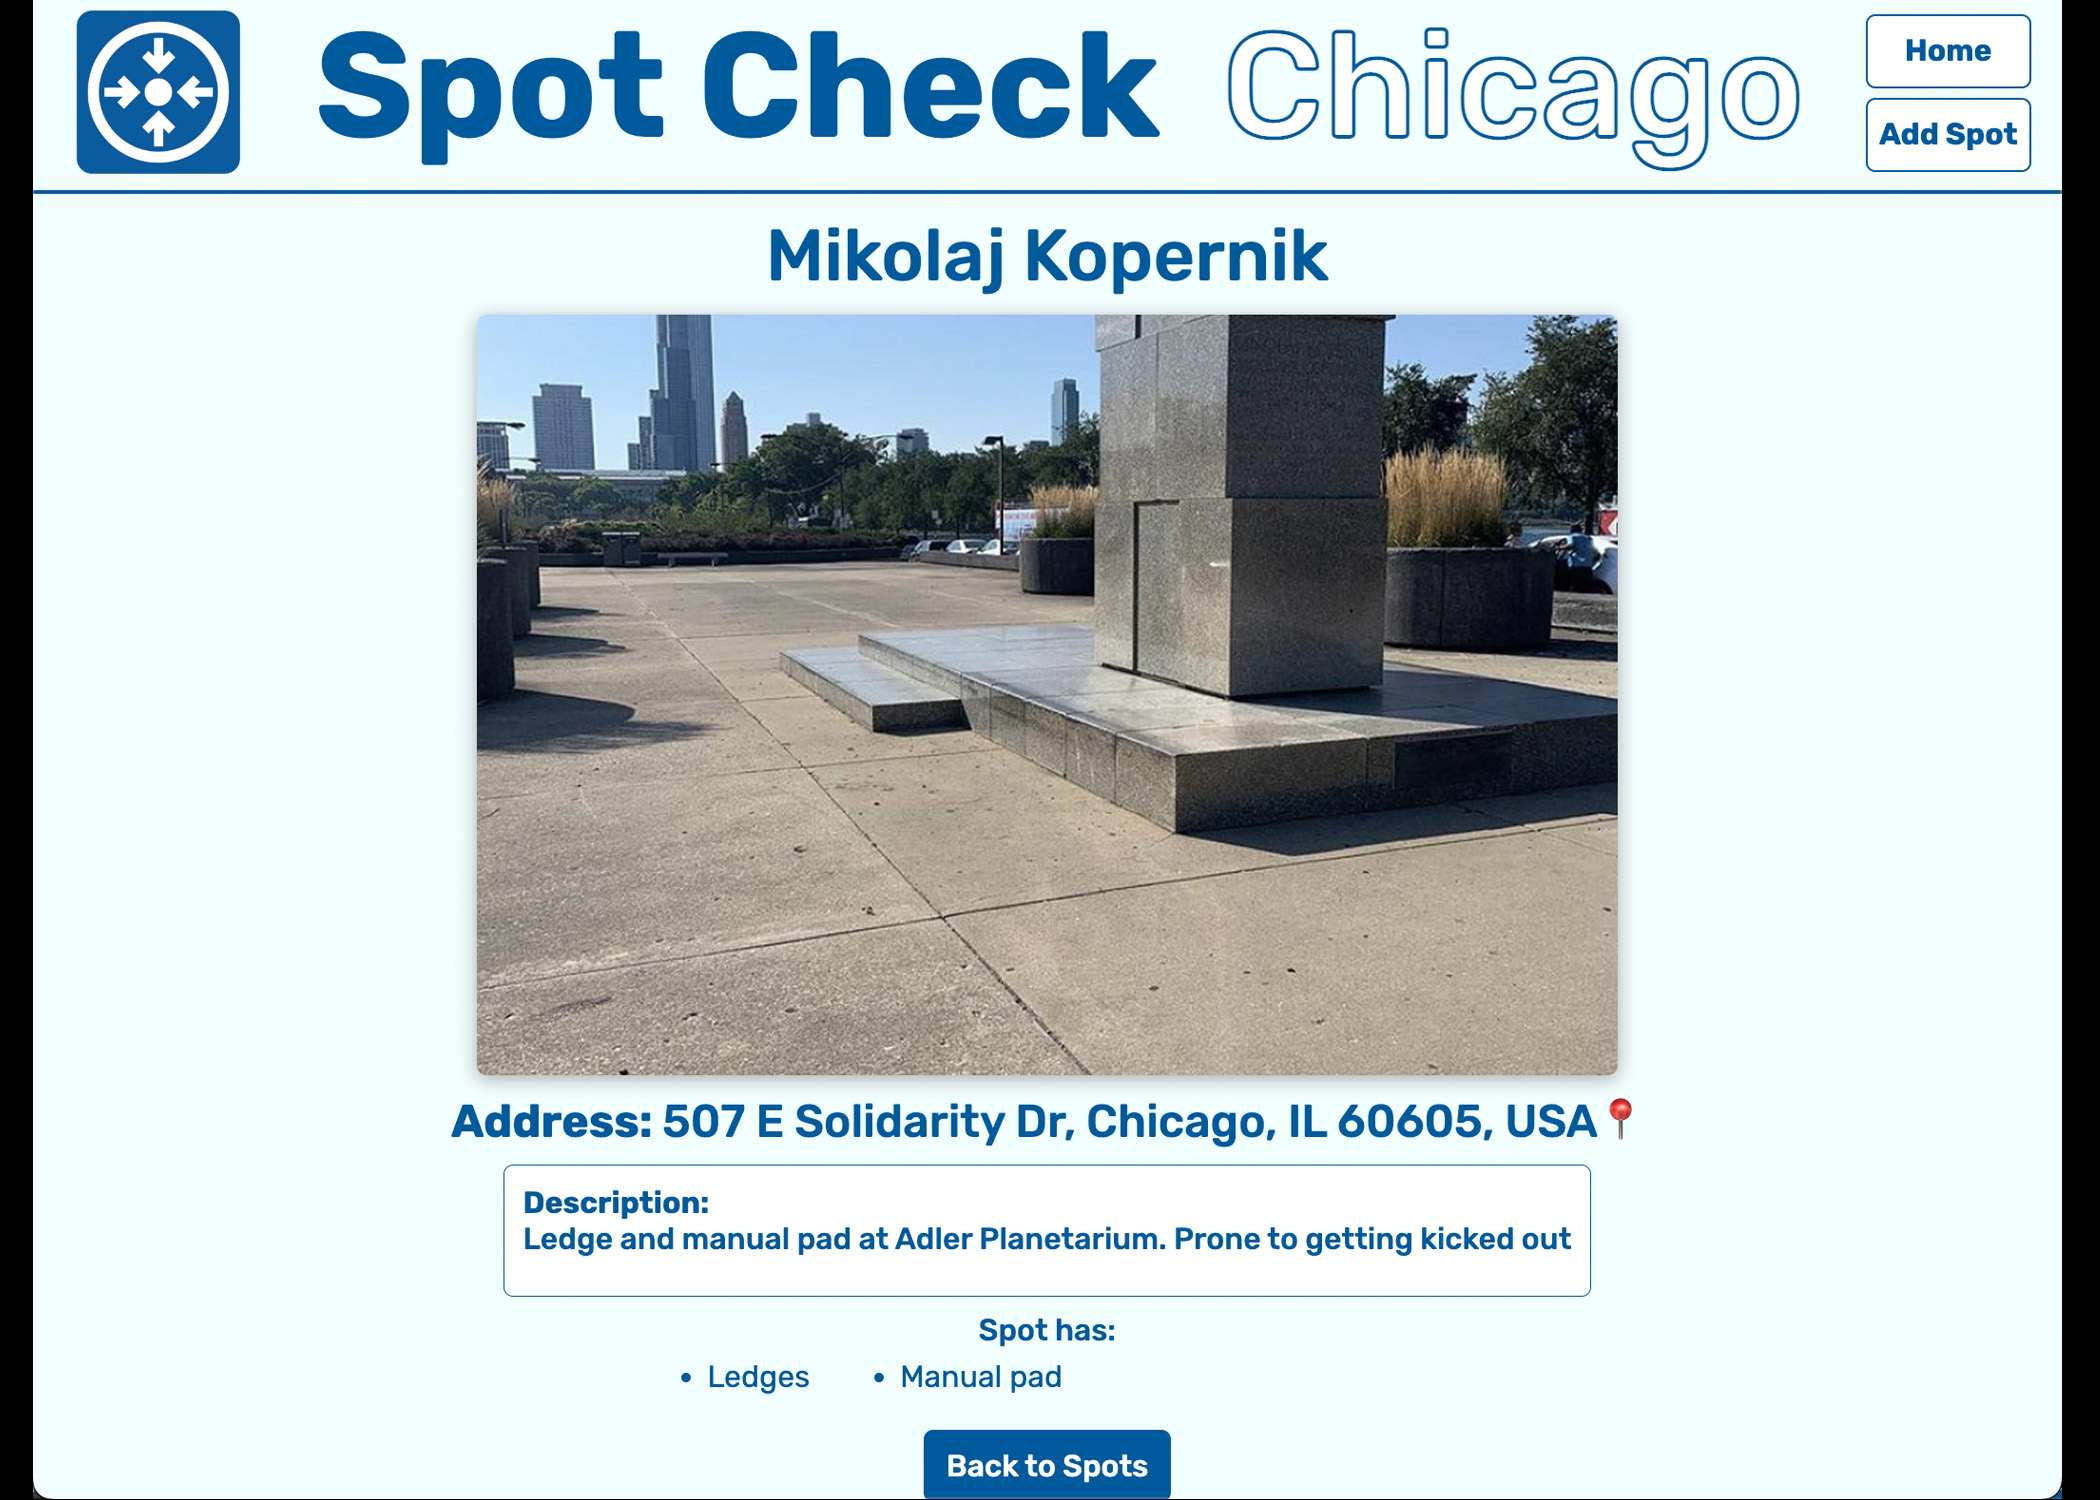 Spot Check Chicago
Home
Add Spot
Mikolaj Kopernik
Address: 507 E Solidarity Dr, Chicago, IL 60605, USA📍
Description:
Ledge and manual pad at Adler Planetarium. Prone to getting kicked out
Spot has:
• Ledges • Manual pad
Back to Spots